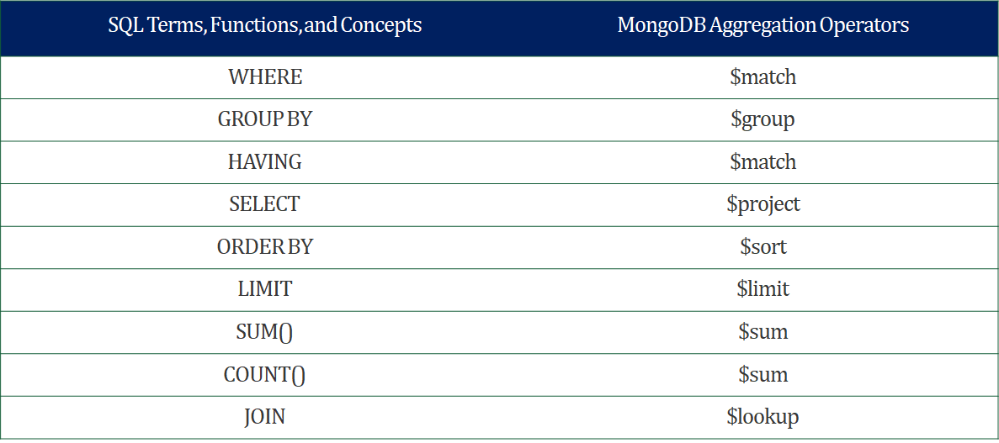 SQL Terms, Functions, and Concepts MongoDB Aggregation Operators
WHERE $match
GROUP BY $group
HAVING $match
SELECT $project
ORDER BY $sort
LIMIT $limit
SUM() $sum
COUNT() $sum
JOIN $lookup